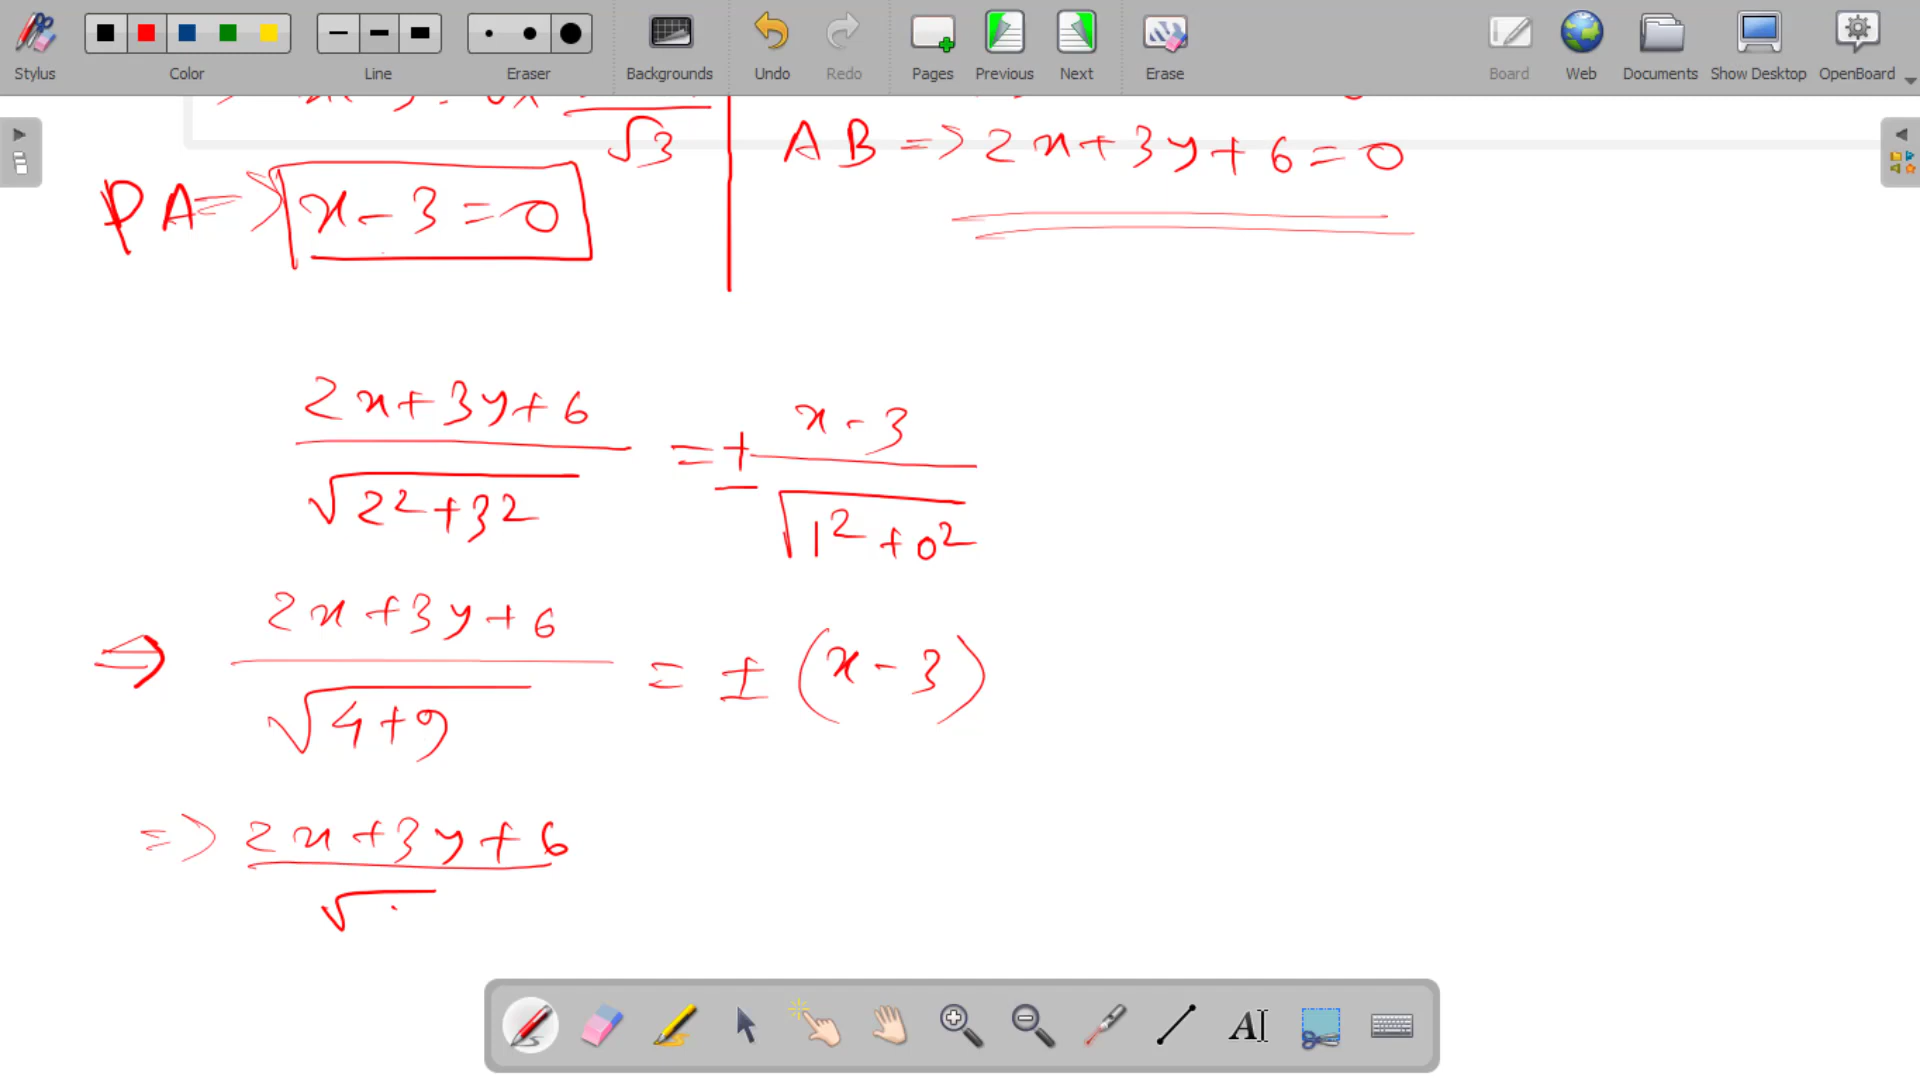 Stylus Color Line Eraser Backgrounds Undo Redo Pages Previous Next Erase Board Web Documents Show Desktop OpenBoard
√3
PA => x - 3 = 0
AB => 2x + 3y + 6 = 0
(2x + 3y + 6)/√(2² + 3²) = ± (x - 3)/√(1² + 0²)
⇒ (2x + 3y + 6)/√(4 + 9) = ± (x - 3)
=> (2x + 3y + 6)/√